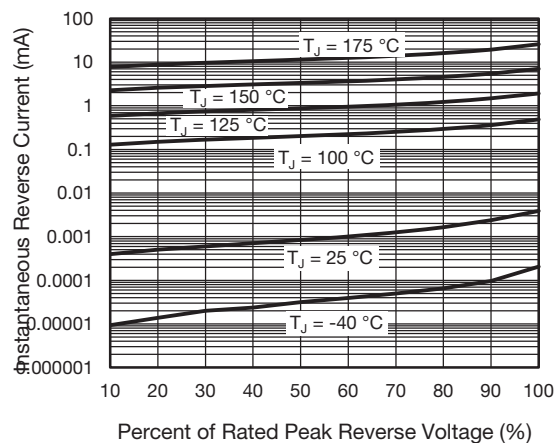 Instantaneous Reverse Current (mA)
100
10
1
0.1
0.01
0.001
0.0001
0.00001
0.000001
TJ = 175 °C
TJ = 150 °C
TJ = 125 °C
TJ = 100 °C
TJ = 25 °C
TJ = -40 °C
10 20 30 40 50 60 70 80 90 100
Percent of Rated Peak Reverse Voltage (%)